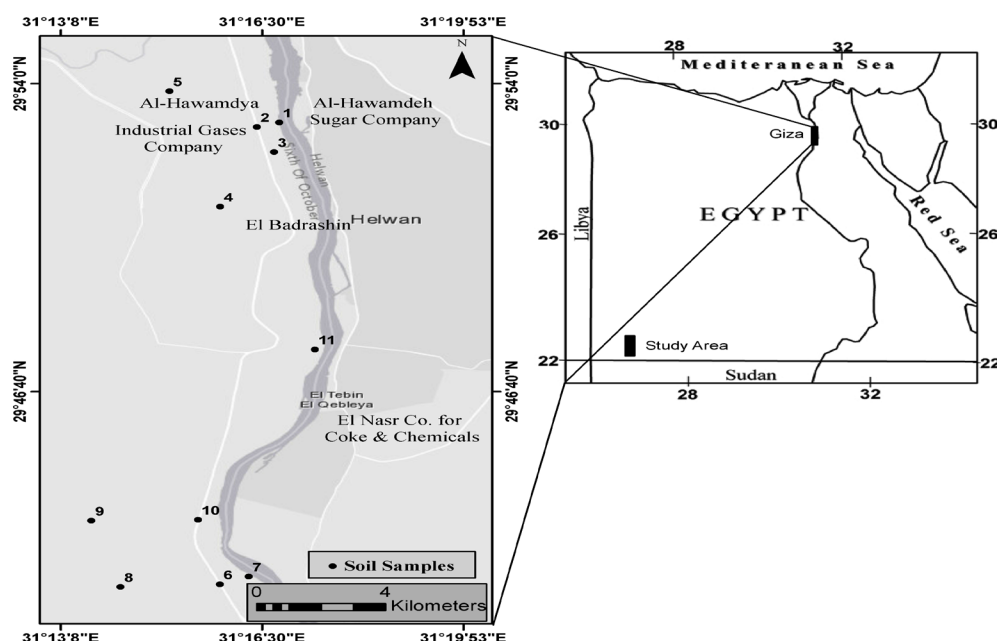 31°13'8"E 31°16'30"E 31°19'53"E
N
29°54'0"N
29°54'0"N
5
Al-Hawamdya
Al-Hawamdeh
Sugar Company
2 1
Industrial Gases
Company
3
Helwan
Sixth Of October
4
El Badrashin
Helwan
11
29°46'40"N
29°46'40"N
El Tebin
El Qebleya
El Nasr Co. for
Coke & Chemicals
9
10
Soil Samples
8
6
7
0 4
Kilometers
31°13'8"E 31°16'30"E 31°19'53"E
28 32
Mediteranean Sea
30 30
Giza
Libya
EGYPT
Red Sea
26 26
Study Area
22 22
Sudan
28 32